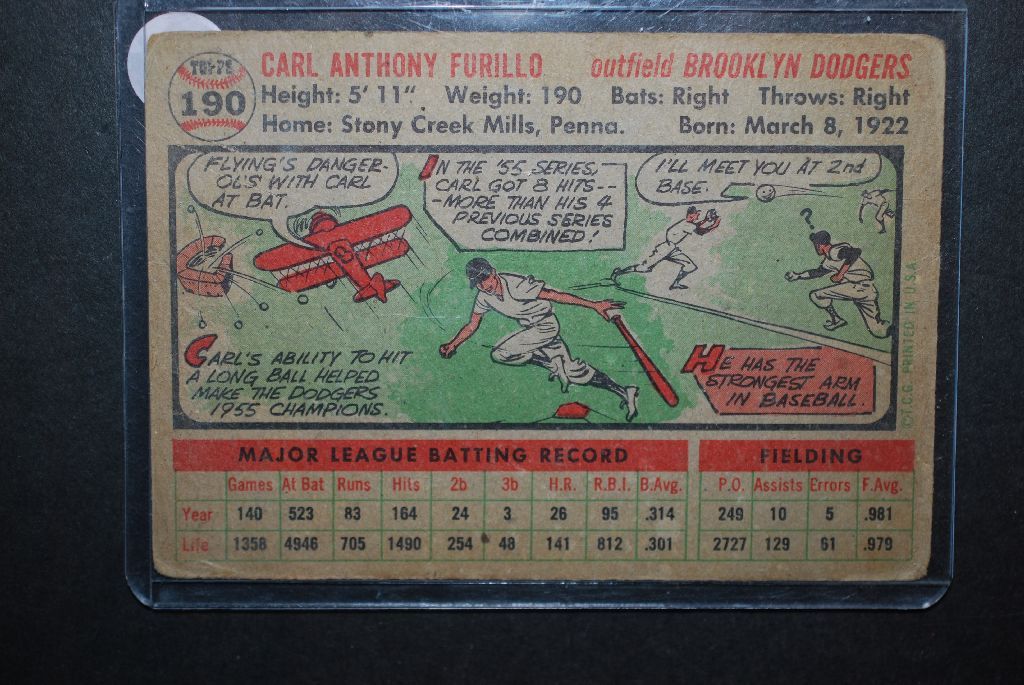 TOPPS
190
CARL ANTHONY FURILLO outfield BROOKLYN DODGERS
Height: 5' 11". Weight: 190 Bats: Right Throws: Right
Home: Stony Creek Mills, Penna. Born: March 8, 1922
FLYING'S DANGER-
OUS WITH CARL
AT BAT.
IN THE '55 SERIES,
CARL GOT 8 HITS--
--MORE THAN HIS 4
PREVIOUS SERIES
COMBINED!
I'LL MEET YOU AT 2nd
BASE.
?
CARL'S ABILITY TO HIT
A LONG BALL HELPED
MAKE THE DODGERS
1955 CHAMPIONS.
HE HAS THE
STRONGEST ARM
IN BASEBALL.
©T.C.G. PRINTED IN U.S.A
MAJOR LEAGUE BATTING RECORD FIELDING
Games At Bat Runs Hits 2b 3b H.R. R.B.I. B.Avg. P.O. Assists Errors F.Avg.
Year 140 523 83 164 24 3 26 95 .314 249 10 5 .981
Life 1358 4946 705 1490 254 48 141 812 .301 2727 129 61 .979